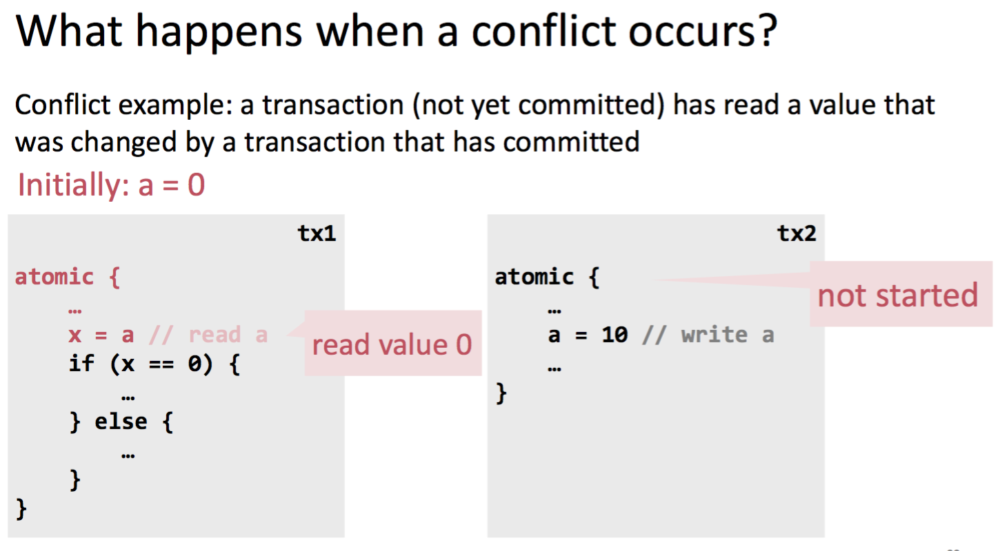 What happens when a conflict occurs?
Conflict example: a transaction (not yet committed) has read a value that
was changed by a transaction that has committed
Initially: a = 0
tx1
atomic {
…
x = a // read a
read value 0
if (x == 0) {
…
} else {
…
}
}
tx2
atomic {
not started
…
a = 10 // write a
…
}